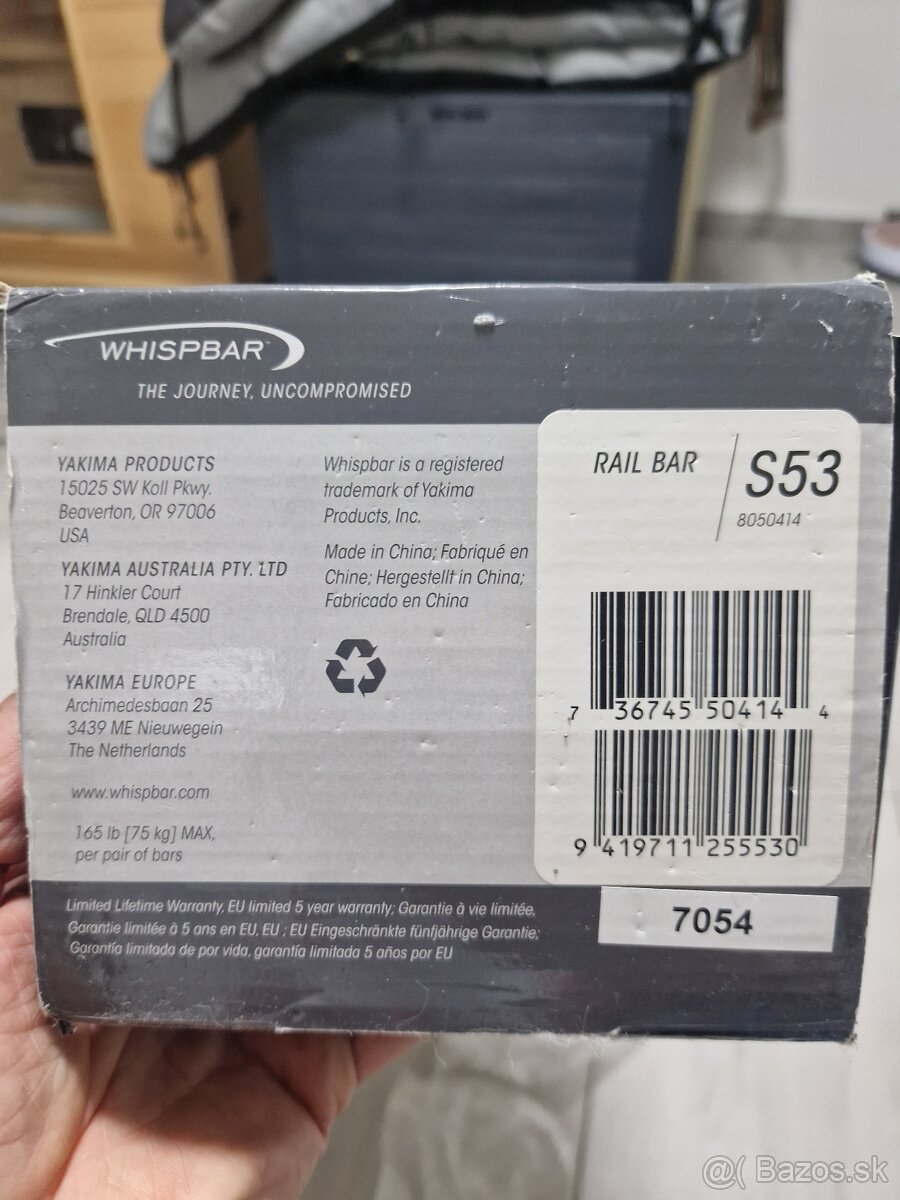 WHISPBAR™
THE JOURNEY, UNCOMPROMISED
YAKIMA PRODUCTS
15025 SW Koll Pkwy.
Beaverton, OR 97006
USA
YAKIMA AUSTRALIA PTY. LTD
17 Hinkler Court
Brendale, QLD 4500
Australia
YAKIMA EUROPE
Archimedesbaan 25
3439 ME Nieuwegein
The Netherlands
www.whispbar.com
165 lb [75 kg] MAX,
per pair of bars
Whispbar is a registered
trademark of Yakima
Products, Inc.
Made in China; Fabriqué en
Chine; Hergestellt in China;
Fabricado en China
RAIL BAR
S53
8050414
7 36745 50414 4
9 419711 255530
Limited Lifetime Warranty, EU limited 5 year warranty; Garantie à vie limitée,
Garantie limitée à 5 ans en EU, EU ; EU Eingeschränkte fünfjährige Garantie;
Garantía limitada de por vida, garantía limitada 5 años por EU
7054
@( Bazos.sk